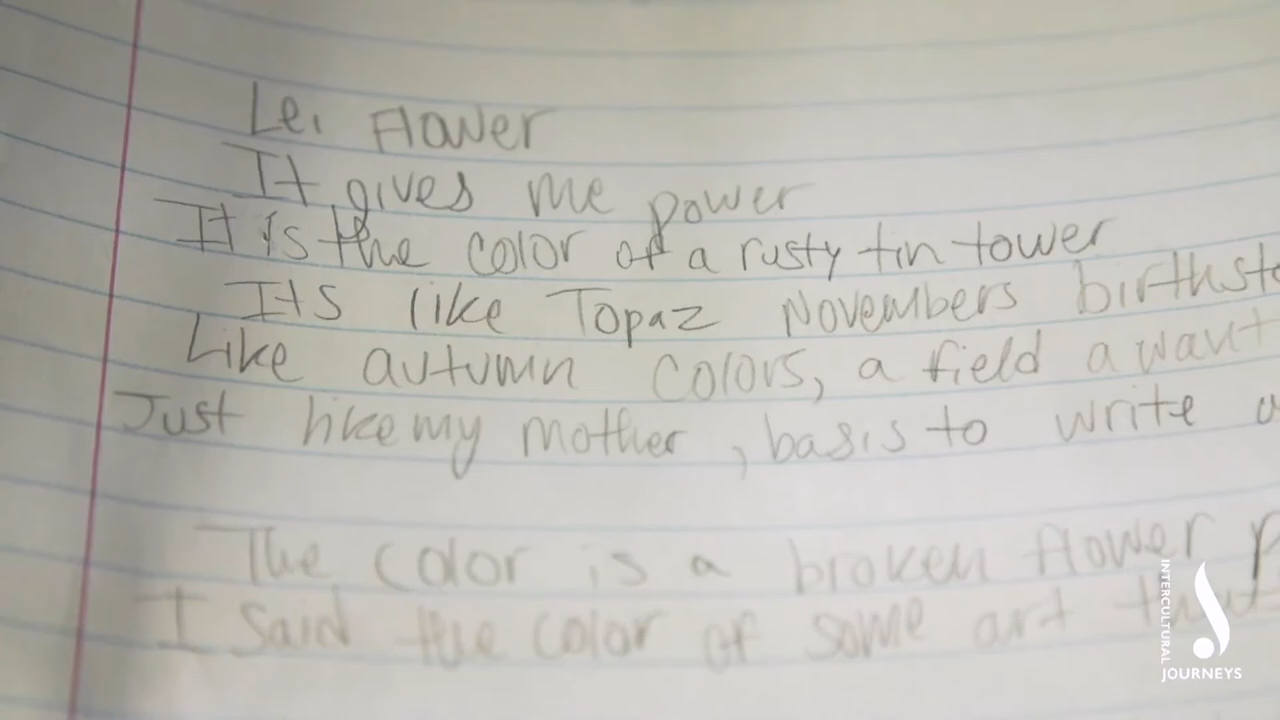 Lei Flower
It gives me power
It is the color of a rusty tin tower
Its like Topaz Novembers
Like autumn colors, a field a want
Just like my mother, basis to write
The color is a broken flower
I said the color of some art that
INTERCULTURAL
JOURNEYS